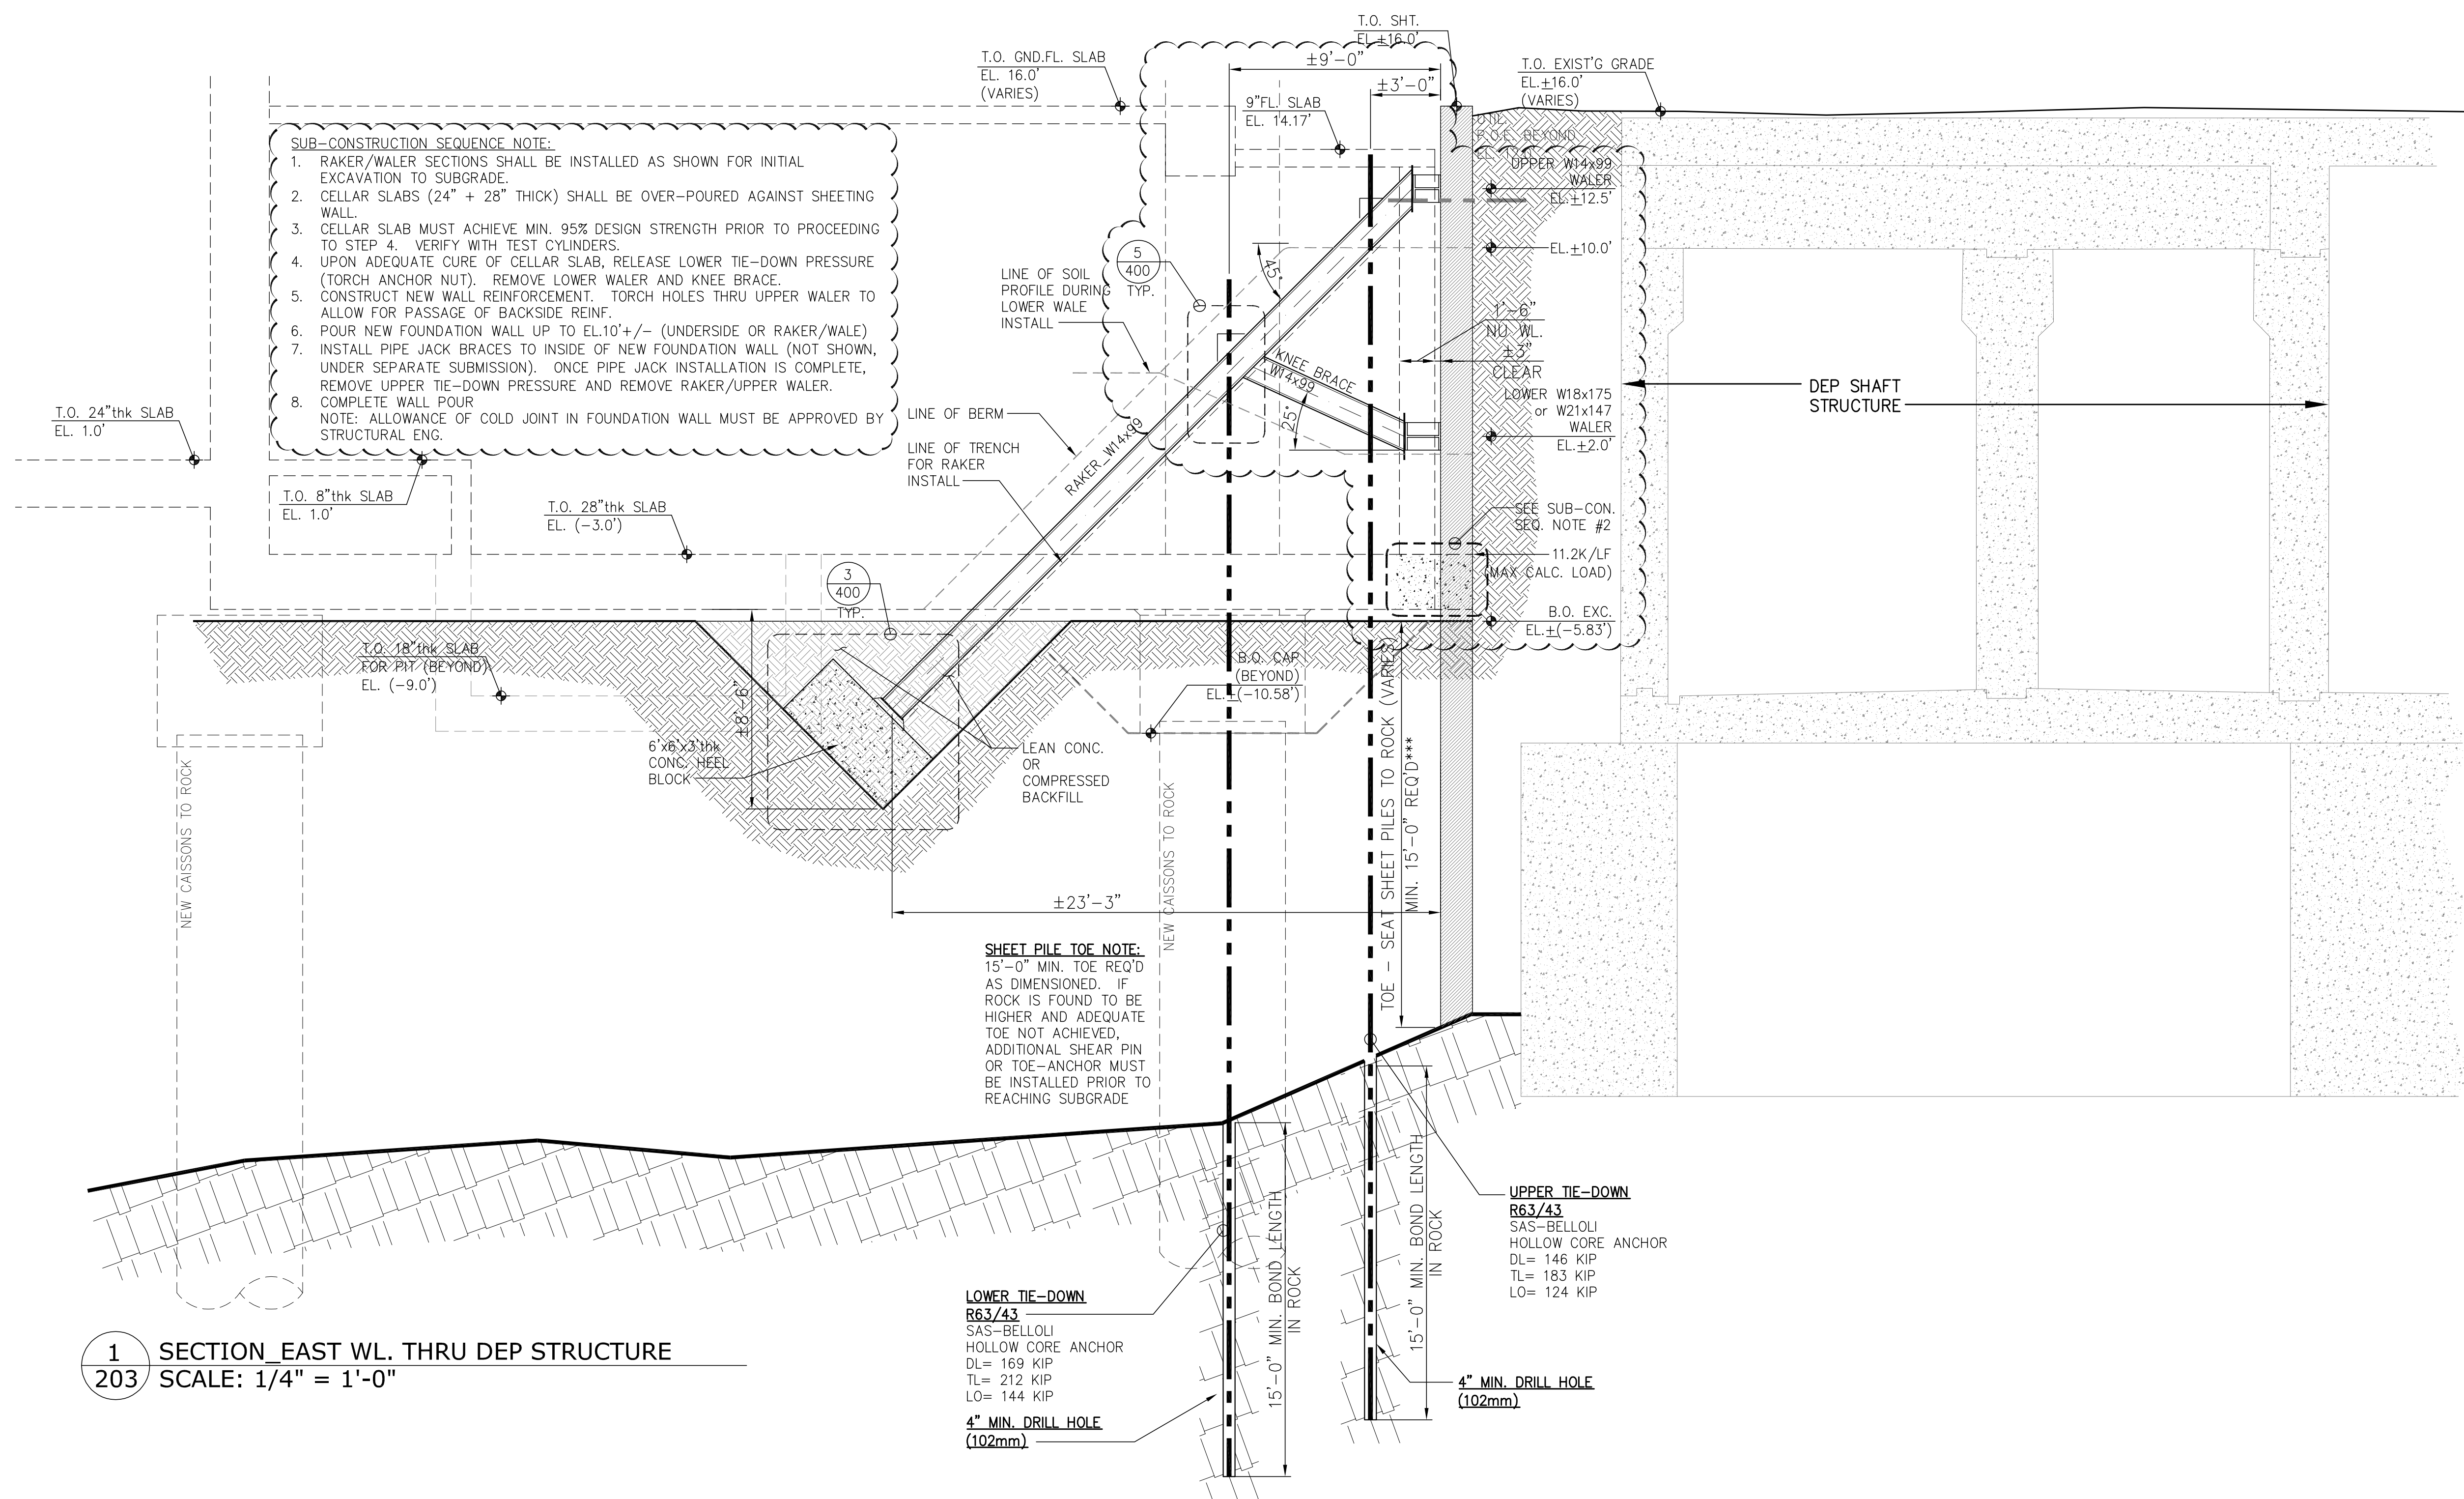 T.O. SHT.
EL.±16.0'
±9'-0"
±3'-0"
T.O. GND.FL. SLAB
EL. 16.0'
(VARIES)
9"FL. SLAB
EL. 14.17'
T.O. EXIST'G GRADE
EL.±16.0'
(VARIES)
P.O.E. BEYOND
UPPER W14x99
WALER
EL.±12.5'
EL.±10.0'
SUB-CONSTRUCTION SEQUENCE NOTE:
1. RAKER/WALER SECTIONS SHALL BE INSTALLED AS SHOWN FOR INITIAL
EXCAVATION TO SUBGRADE.
2. CELLAR SLABS (24" + 28" THICK) SHALL BE OVER-POURED AGAINST SHEETING
WALL.
3. CELLAR SLAB MUST ACHIEVE MIN. 95% DESIGN STRENGTH PRIOR TO PROCEEDING
TO STEP 4. VERIFY WITH TEST CYLINDERS.
4. UPON ADEQUATE CURE OF CELLAR SLAB, RELEASE LOWER TIE-DOWN PRESSURE
(TORCH ANCHOR NUT). REMOVE LOWER WALER AND KNEE BRACE.
5. CONSTRUCT NEW WALL REINFORCEMENT. TORCH HOLES THRU UPPER WALER TO
ALLOW FOR PASSAGE OF BACKSIDE REINF.
6. POUR NEW FOUNDATION WALL UP TO EL.10'+/- (UNDERSIDE OR RAKER/WALE)
7. INSTALL PIPE JACK BRACES TO INSIDE OF NEW FOUNDATION WALL (NOT SHOWN,
UNDER SEPARATE SUBMISSION). ONCE PIPE JACK INSTALLATION IS COMPLETE,
REMOVE UPPER TIE-DOWN PRESSURE AND REMOVE RAKER/UPPER WALER.
8. COMPLETE WALL POUR
NOTE: ALLOWANCE OF COLD JOINT IN FOUNDATION WALL MUST BE APPROVED BY
STRUCTURAL ENG.
5
400
TYP.
LINE OF SOIL
PROFILE DURING
LOWER WALE
INSTALL
45°
1'-6"
NU. WL.
±3"
CLEAR
KNEE BRACE
W14x99
25°
LINE OF BERM
LINE OF TRENCH
FOR RAKER
INSTALL
RAKER_W14x99
LOWER W18x175
or W21x147
WALER
EL.±2.0'
DEP SHAFT
STRUCTURE
T.O. 24"thk SLAB
EL. 1.0'
T.O. 8"thk SLAB
EL. 1.0'
T.O. 28"thk SLAB
EL. (-3.0')
SEE SUB-CON.
SEQ. NOTE #2
11.2K/LF
(MAX CALC. LOAD)
B.O. EXC.
EL.±(-5.83')
3
400
TYP.
T.O. 18"thk SLAB
FOR PIT (BEYOND)
EL. (-9.0')
±8'-6"
6'x6'x3'thk
CONC. HEEL
BLOCK
LEAN CONC.
OR
COMPRESSED
BACKFILL
B.O. CAP
(BEYOND)
EL.±(-10.58')
NEW CAISSONS TO ROCK
NEW CAISSONS TO ROCK
TOE - SEAT SHEET PILES TO ROCK (VARIES)
MIN. 15'-0" REQ'D***
±23'-3"
SHEET PILE TOE NOTE:
15'-0" MIN. TOE REQ'D
AS DIMENSIONED. IF
ROCK IS FOUND TO BE
HIGHER AND ADEQUATE
TOE NOT ACHIEVED,
ADDITIONAL SHEAR PIN
OR TOE-ANCHOR MUST
BE INSTALLED PRIOR TO
REACHING SUBGRADE
15'-0" MIN. BOND LENGTH
IN ROCK
15'-0" MIN. BOND LENGTH
IN ROCK
UPPER TIE-DOWN
R63/43
SAS-BELLOLI
HOLLOW CORE ANCHOR
DL= 146 KIP
TL= 183 KIP
LO= 124 KIP
LOWER TIE-DOWN
R63/43
SAS-BELLOLI
HOLLOW CORE ANCHOR
DL= 169 KIP
TL= 212 KIP
LO= 144 KIP
4" MIN. DRILL HOLE
(102mm)
4" MIN. DRILL HOLE
(102mm)
1
203
SECTION_EAST WL. THRU DEP STRUCTURE
SCALE: 1/4" = 1'-0"